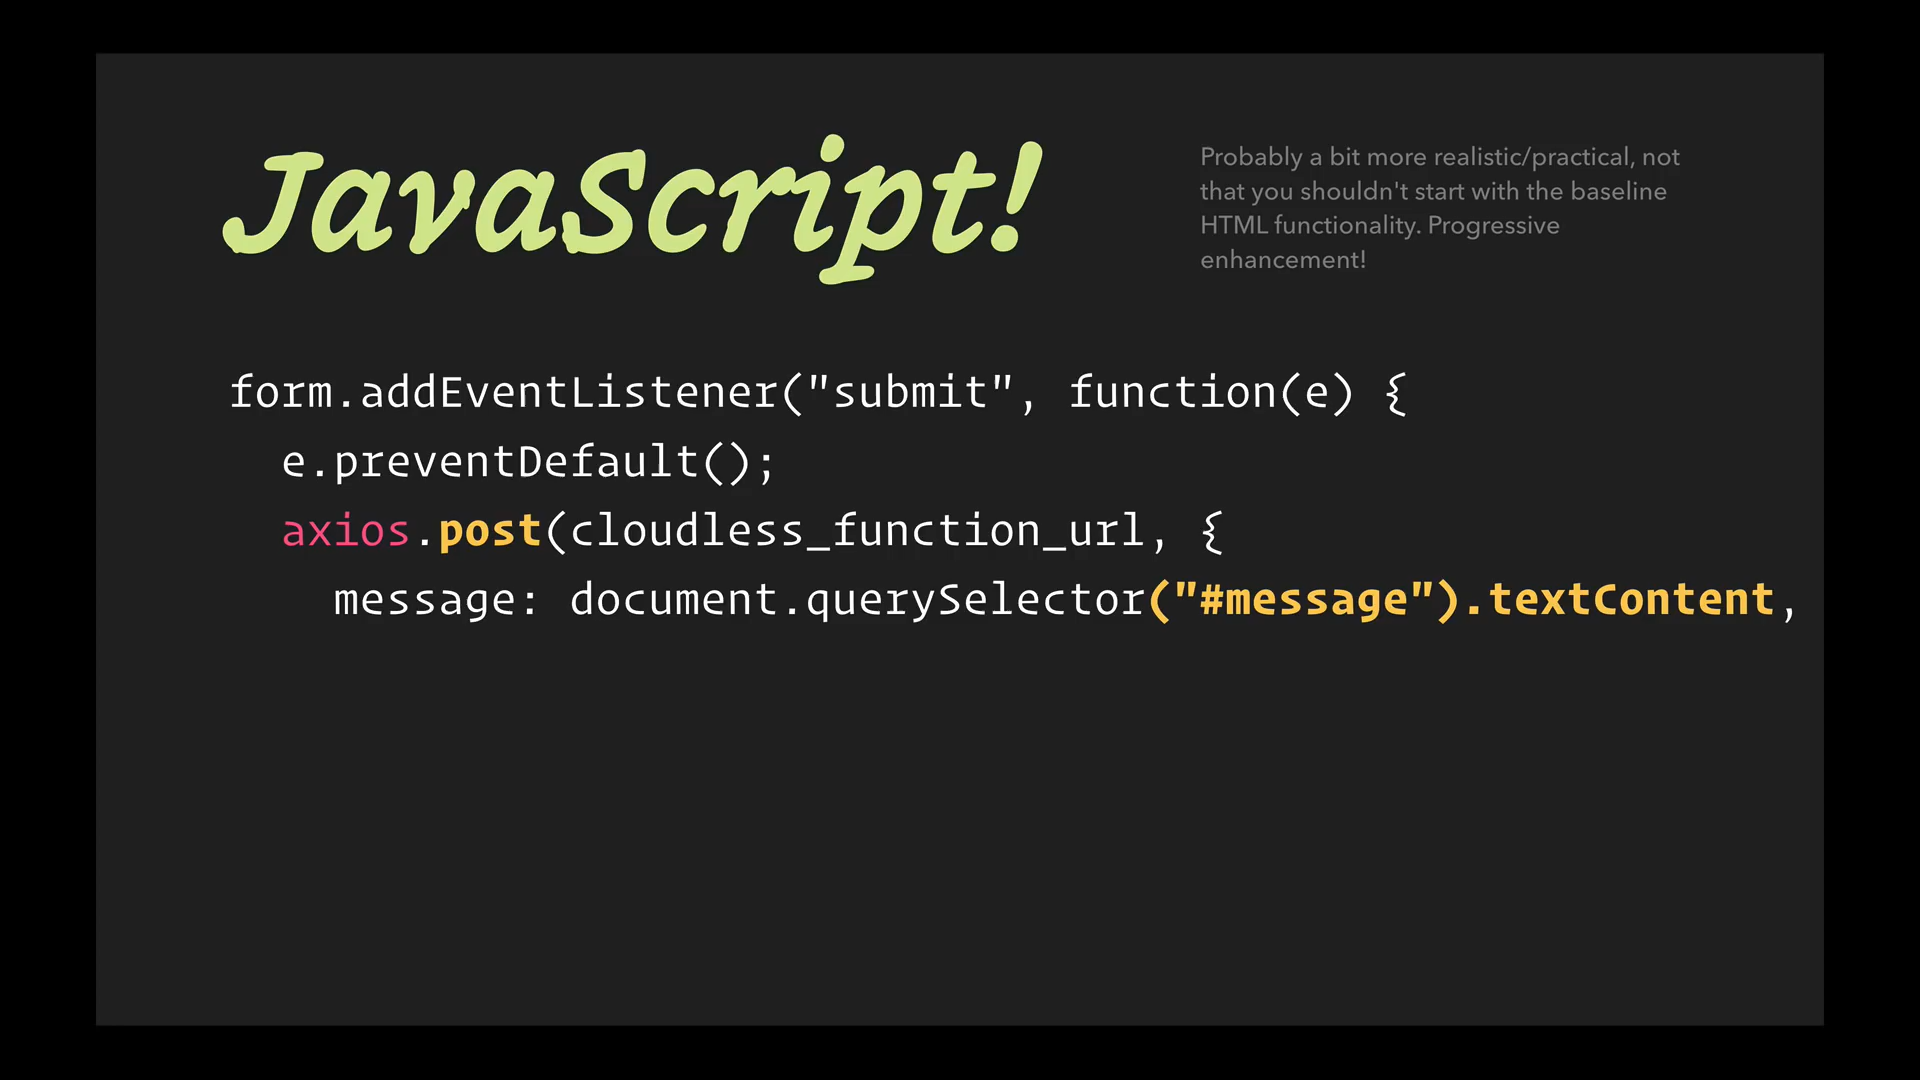 JavaScript!
Probably a bit more realistic/practical, not
that you shouldn't start with the baseline
HTML functionality. Progressive
enhancement!
form.addEventListener("submit", function(e) {
  e.preventDefault();
  axios.post(cloudless_function_url, {
    message: document.querySelector("#message").textContent,